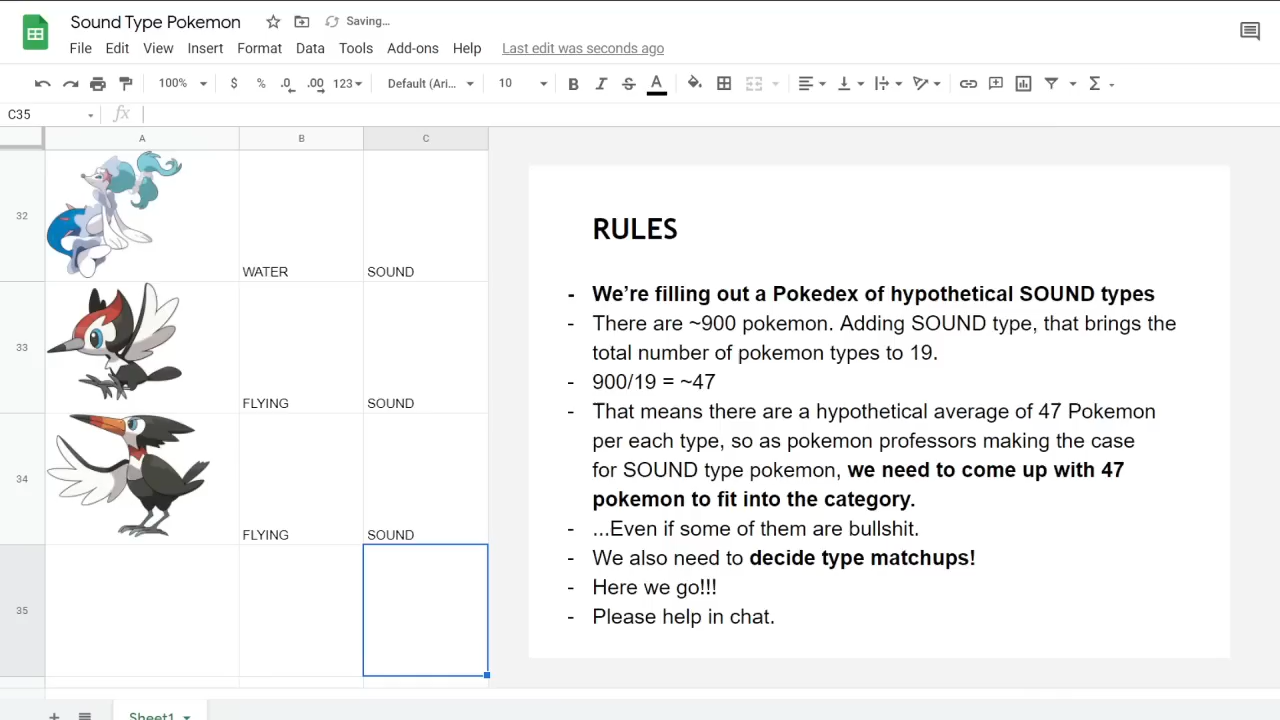 Sound Type Pokemon Saving...
File Edit View Insert Format Data Tools Add-ons Help Last edit was seconds ago
100% $ % .0 .00 123 Default (Ari... 10 B I S A Σ
C35 fx
A B C
32 WATER SOUND
33 FLYING SOUND
34 FLYING SOUND
35
RULES
- We're filling out a Pokedex of hypothetical SOUND types
- There are ~900 pokemon. Adding SOUND type, that brings the
total number of pokemon types to 19.
- 900/19 = ~47
- That means there are a hypothetical average of 47 Pokemon
per each type, so as pokemon professors making the case
for SOUND type pokemon, we need to come up with 47
pokemon to fit into the category.
- ...Even if some of them are bullshit.
- We also need to decide type matchups!
- Here we go!!!
- Please help in chat.
+ Sheet1